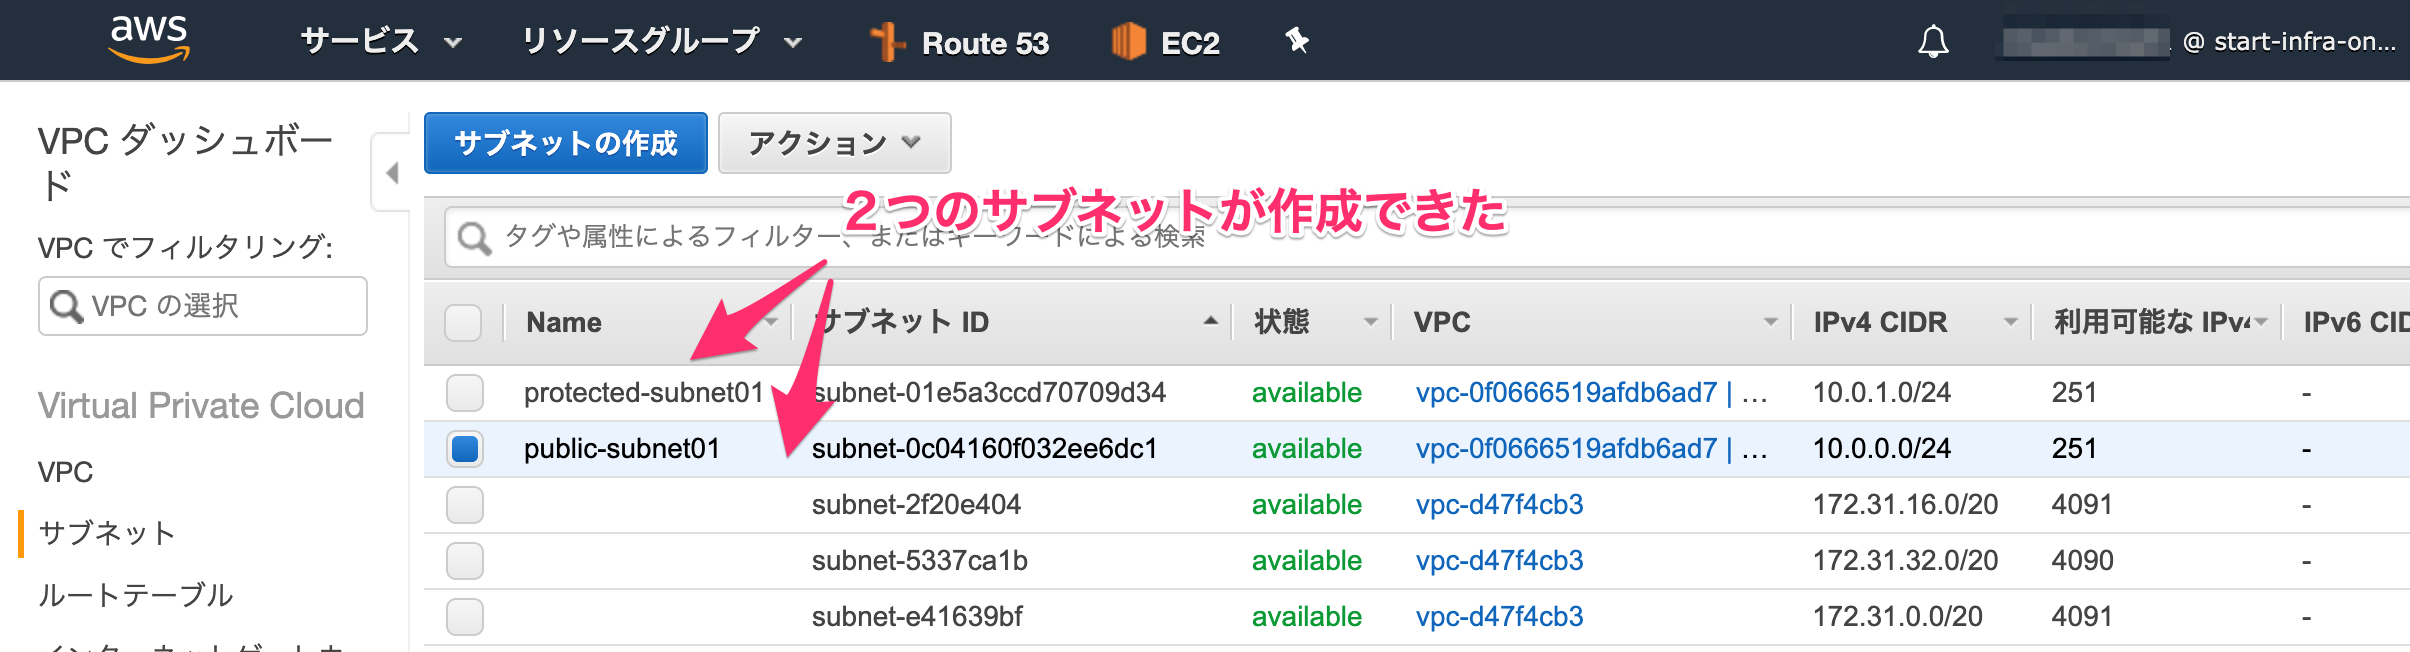 aws サービス リソースグループ Route 53 EC2 @ start-infra-on...
VPC ダッシュボー
ド
VPC でフィルタリング:
VPC の選択
Virtual Private Cloud
VPC
サブネット
ルートテーブル
サブネットの作成 アクション
2つのサブネットが作成できた
タグや属性によるフィルター、またはキーワードによる検索
Name サブネット ID 状態 VPC IPv4 CIDR 利用可能な IPv4 IPv6 CID
protected-subnet01 subnet-01e5a3ccd70709d34 available vpc-0f0666519afdb6ad7 | ... 10.0.1.0/24 251 -
public-subnet01 subnet-0c04160f032ee6dc1 available vpc-0f0666519afdb6ad7 | ... 10.0.0.0/24 251 -
subnet-2f20e404 available vpc-d47f4cb3 172.31.16.0/20 4091 -
subnet-5337ca1b available vpc-d47f4cb3 172.31.32.0/20 4090 -
subnet-e41639bf available vpc-d47f4cb3 172.31.0.0/20 4091 -